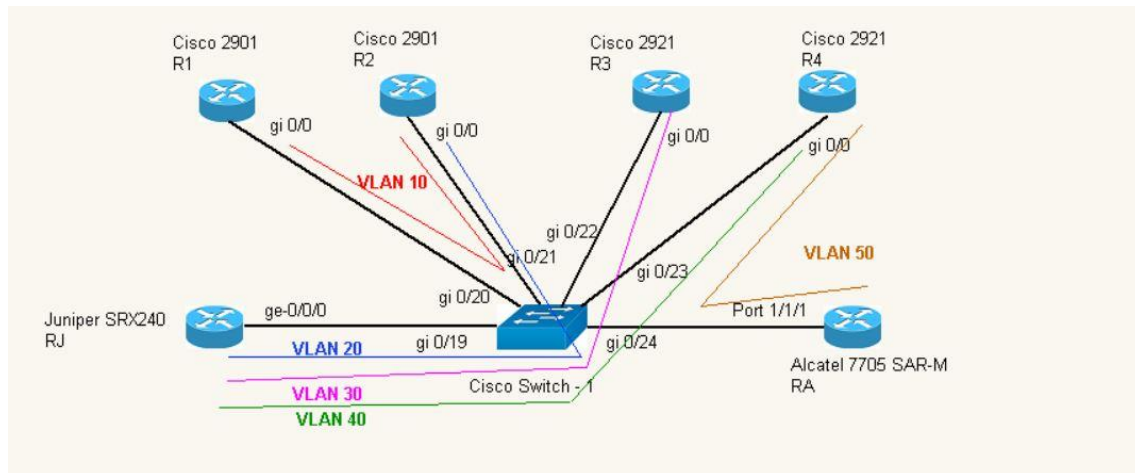 Cisco 2901
R1
Cisco 2901
R2
Cisco 2921
R3
Cisco 2921
R4
gi 0/0
gi 0/0
gi 0/0
gi 0/0
VLAN 10
gi 0/22
gi 0/21
gi 0/23
VLAN 50
gi 0/20
Juniper SRX240
RJ
ge-0/0/0
gi 0/19
Port 1/1/1
gi 0/24
VLAN 20
Alcatel 7705 SAR-M
RA
VLAN 30
Cisco Switch - 1
VLAN 40